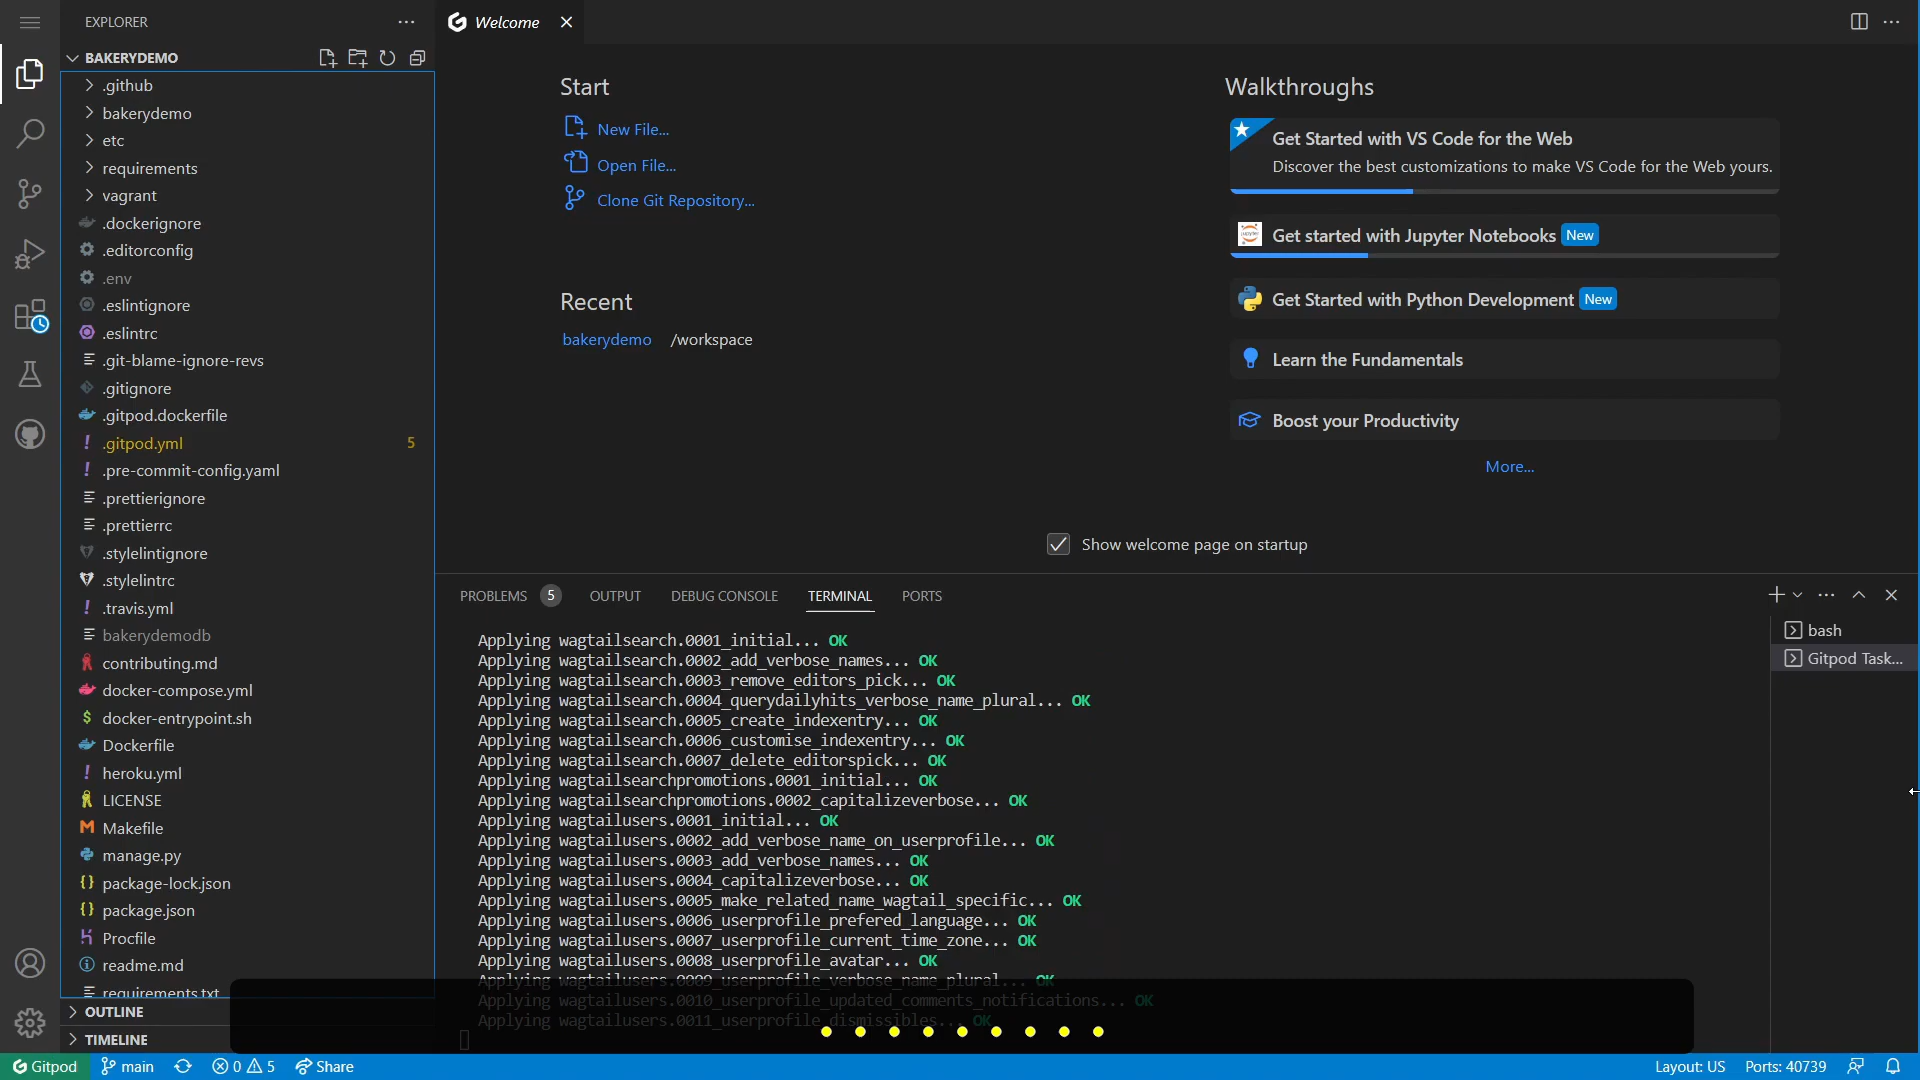 EXPLORER
BAKERYDEMO
.github
bakerydemo
etc
requirements
vagrant
.dockerignore
.editorconfig
.env
.eslintignore
.eslintrc
.git-blame-ignore-revs
.gitignore
.gitpod.dockerfile
.gitpod.yml 5
.pre-commit-config.yaml
.prettierignore
.prettierrc
.stylelintignore
.stylelintrc
.travis.yml
bakerydemodb
contributing.md
docker-compose.yml
docker-entrypoint.sh
Dockerfile
heroku.yml
LICENSE
Makefile
manage.py
package-lock.json
package.json
Procfile
readme.md
requirements.txt
OUTLINE
TIMELINE
Welcome
Start
New File...
Open File...
Clone Git Repository...
Recent
bakerydemo /workspace
Walkthroughs
Get Started with VS Code for the Web
Discover the best customizations to make VS Code for the Web yours.
Get started with Jupyter Notebooks New
Get Started with Python Development New
Learn the Fundamentals
Boost your Productivity
More...
Show welcome page on startup
PROBLEMS 5 OUTPUT DEBUG CONSOLE TERMINAL PORTS
Applying wagtailsearch.0001_initial... OK
Applying wagtailsearch.0002_add_verbose_names... OK
Applying wagtailsearch.0003_remove_editors_pick... OK
Applying wagtailsearch.0004_querydailyhits_verbose_name_plural... OK
Applying wagtailsearch.0005_create_indexentry... OK
Applying wagtailsearch.0006_customise_indexentry... OK
Applying wagtailsearch.0007_delete_editorspick... OK
Applying wagtailsearchpromotions.0001_initial... OK
Applying wagtailsearchpromotions.0002_capitalizeverbose... OK
Applying wagtailusers.0001_initial... OK
Applying wagtailusers.0002_add_verbose_name_on_userprofile... OK
Applying wagtailusers.0003_add_verbose_names... OK
Applying wagtailusers.0004_capitalizeverbose... OK
Applying wagtailusers.0005_make_related_name_wagtail_specific... OK
Applying wagtailusers.0006_userprofile_prefered_language... OK
Applying wagtailusers.0007_userprofile_current_time_zone... OK
Applying wagtailusers.0008_userprofile_avatar... OK
Applying wagtailusers.0009_userprofile_verbose_name_plural... OK
Applying wagtailusers.0010_userprofile_updated_comments_notifications... OK
Applying wagtailusers.0011_userprofile_dismissibles... OK
bash
Gitpod Task...
Gitpod main 0 5 Share
Layout: US Ports: 40739